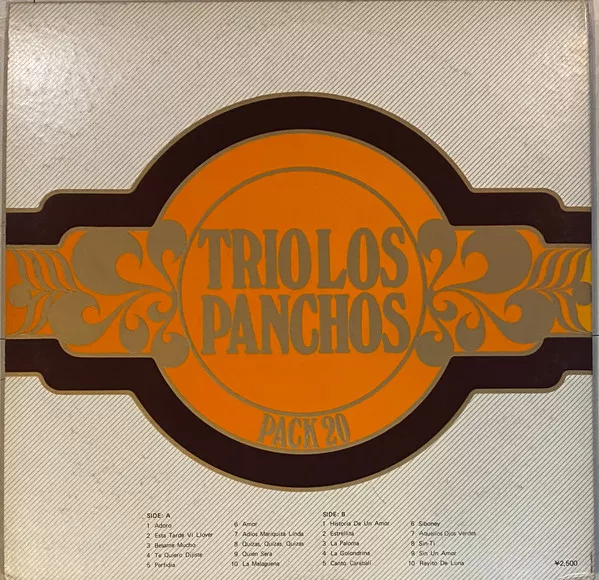 TRIO LOS
PANCHOS
PACK 20
SIDE: A
1 Adoro
2 Esta Tarde Vi Llover
3 Besame Mucho
4 Te Quiero Dijiste
5 Perfidia
6 Amor
7 Adios Mariquita Linda
8 Quizas, Quizas, Quizas
9 Quien Sera
10 La Malaguena
SIDE: B
1 Historia De Un Amor
2 Estrellita
3 La Paloma
4 La Golondrina
5 Canto Carabali
6 Siboney
7 Aquellos Ojos Verdes
8 Sin Ti
9 Sin Un Amor
10 Rayito De Luna
¥2,500